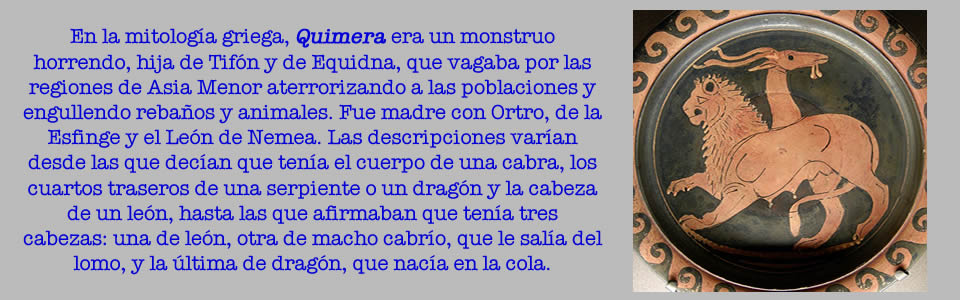 En la mitología griega, Quimera era un monstruo
horrendo, hija de Tifón y de Equidna, que vagaba por las
regiones de Asia Menor aterrorizando a las poblaciones y
engullendo rebaños y animales. Fue madre con Ortro, de la
Esfinge y el León de Nemea. Las descripciones varían
desde las que decían que tenía el cuerpo de una cabra, los
cuartos traseros de una serpiente o un dragón y la cabeza
de un león, hasta las que afirmaban que tenía tres
cabezas: una de león, otra de macho cabrío, que le salía del
lomo, y la última de dragón, que nacía en la cola.